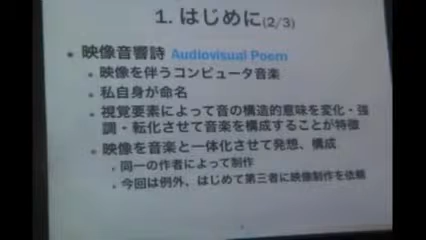 1. はじめに(2/3)
映像音響詩 Audiovisual Poem
映像を伴うコンピュータ音楽
私自身が命名
視覚要素によって音の構造的意味を変化・強
調・転化させて音楽を構成することが特徴
映像を音楽と一体化させて発想、構成
同一の作者によって制作
今回は例外、はじめて第三者に映像制作を依頼